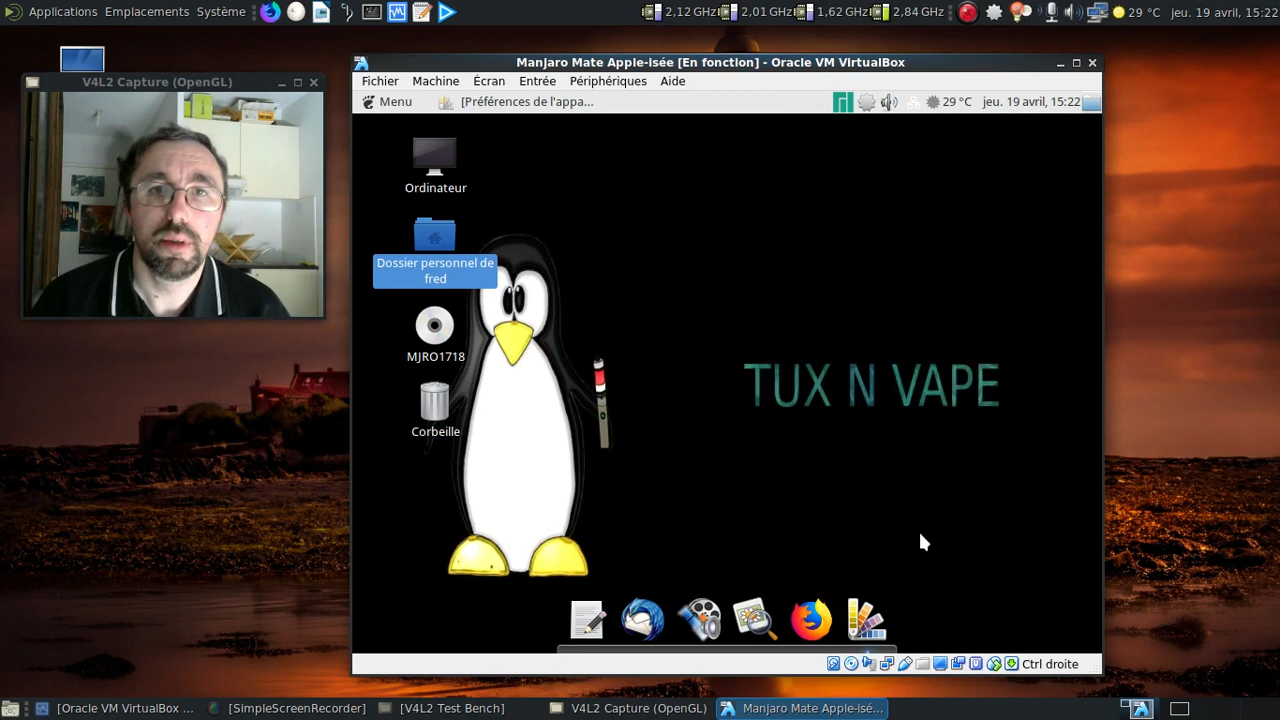 Applications Emplacements Système
2,12 GHz 2,01 GHz 1,62 GHz 2,84 GHz
29 °C jeu. 19 avril, 15:22
V4L2 Capture (OpenGL)
Manjaro Mate Apple-isée [En fonction] - Oracle VM VirtualBox
Fichier Machine Écran Entrée Périphériques Aide
Menu [Préférences de l'appa...
29 °C jeu. 19 avril, 15:22
Ordinateur
Dossier personnel de
fred
MJRO1718
Corbeille
TUX N VAPE
Ctrl droite
[Oracle VM VirtualBox ... [SimpleScreenRecorder] [V4L2 Test Bench] V4L2 Capture (OpenGL) Manjaro Mate Apple-isé...